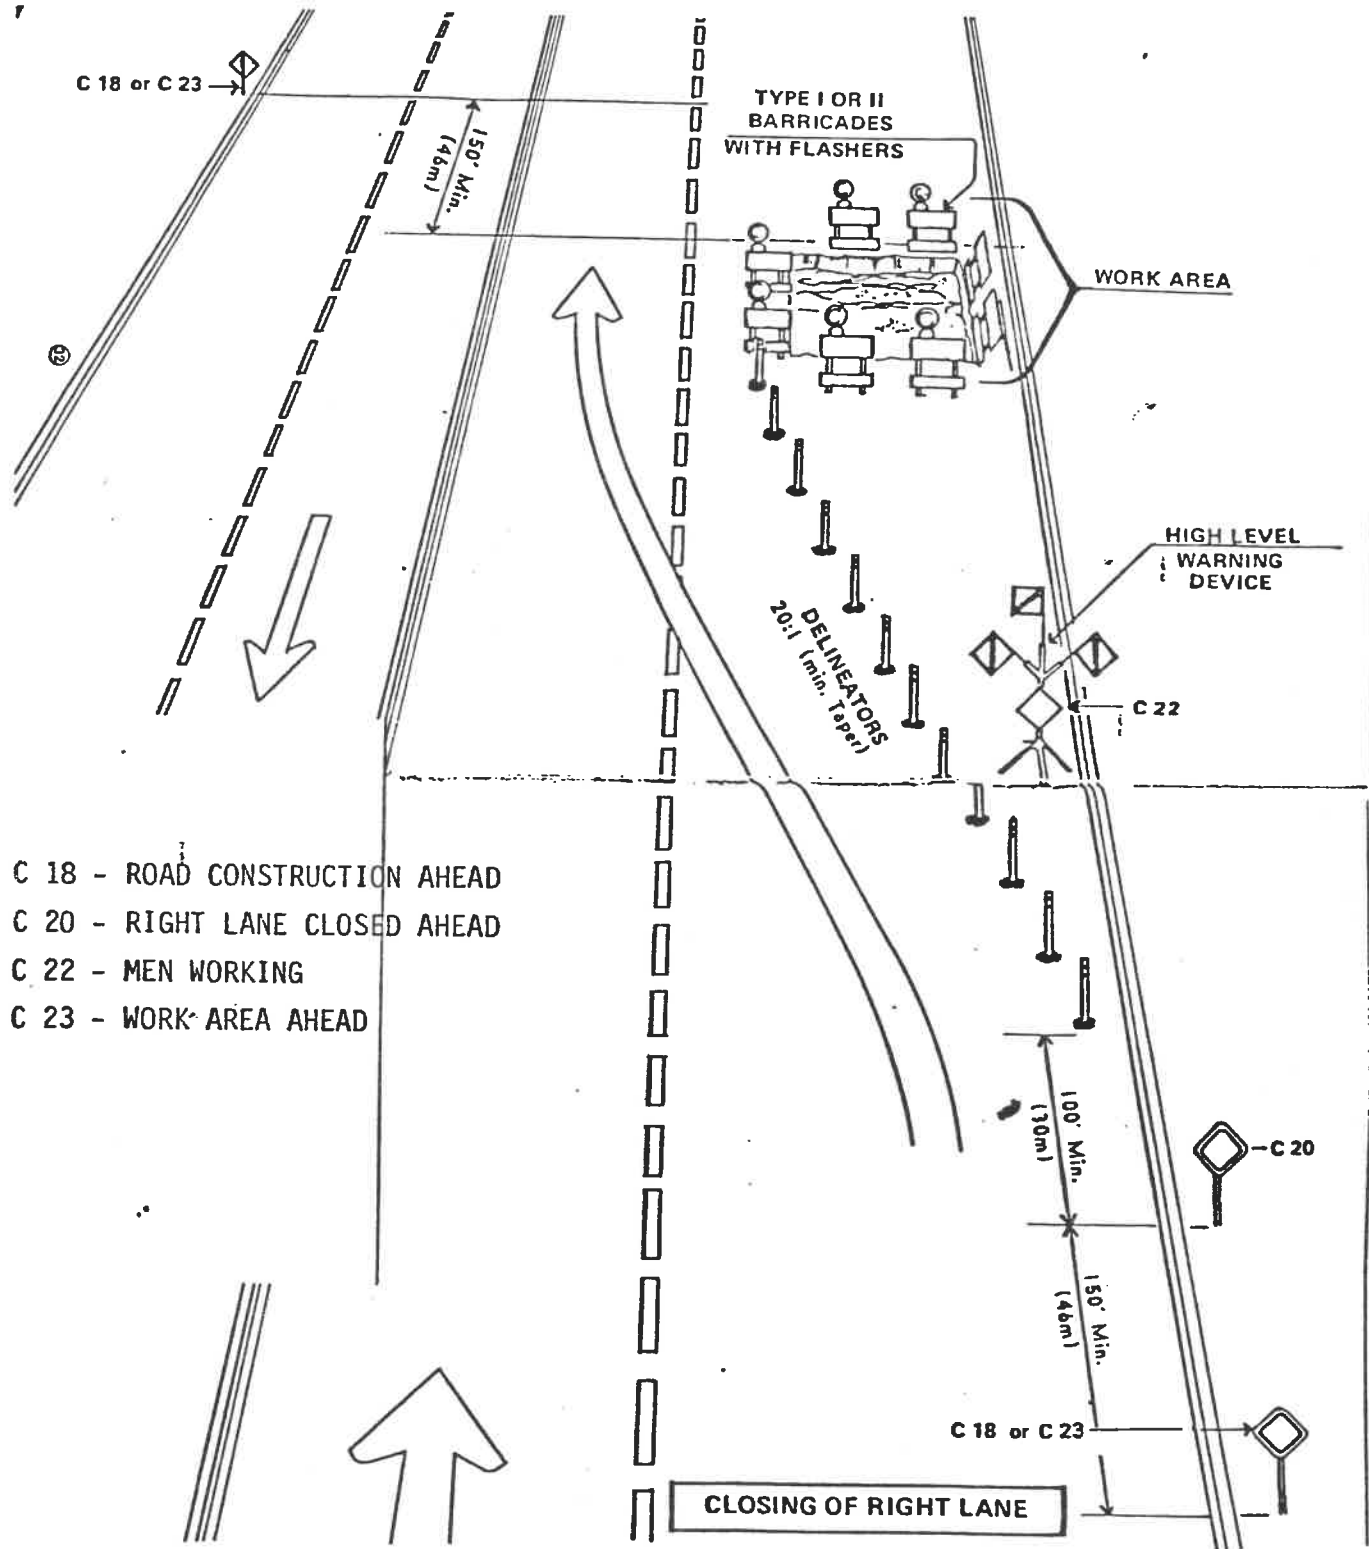 C 18 or C 23
150' Min.
(46m)
TYPE I OR II
BARRICADES
WITH FLASHERS
WORK AREA
HIGH LEVEL
WARNING
DEVICE
DELINEATORS
20:1 (min. Taper)
C 22
C 18 - ROAD CONSTRUCTION AHEAD
C 20 - RIGHT LANE CLOSED AHEAD
C 22 - MEN WORKING
C 23 - WORK AREA AHEAD
100' Min.
(30m)
C 20
150' Min.
(46m)
C 18 or C 23
CLOSING OF RIGHT LANE